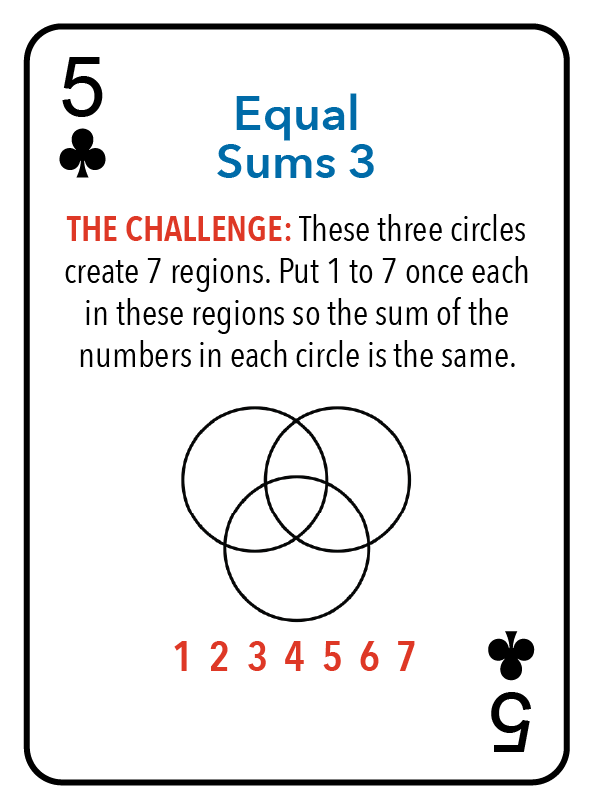 5
Equal
Sums 3
THE CHALLENGE: These three circles
create 7 regions. Put 1 to 7 once each
in these regions so the sum of the
numbers in each circle is the same.
1 2 3 4 5 6 7
5